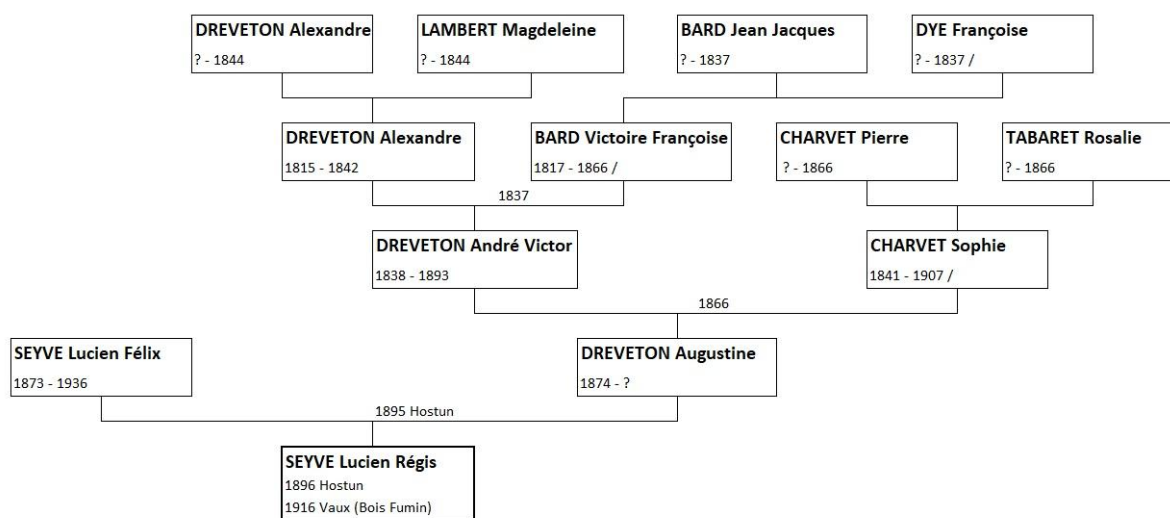 DREVETON Alexandre
? - 1844
LAMBERT Magdeleine
? - 1844
BARD Jean Jacques
? - 1837
DYE Françoise
? - 1837 /
DREVETON Alexandre
1815 - 1842
BARD Victoire Françoise
1817 - 1866 /
CHARVET Pierre
? - 1866
TABARET Rosalie
? - 1866
1837
DREVETON André Victor
1838 - 1893
CHARVET Sophie
1841 - 1907 /
1866
SEYVE Lucien Félix
1873 - 1936
DREVETON Augustine
1874 - ?
1895 Hostun
SEYVE Lucien Régis
1896 Hostun
1916 Vaux (Bois Fumin)